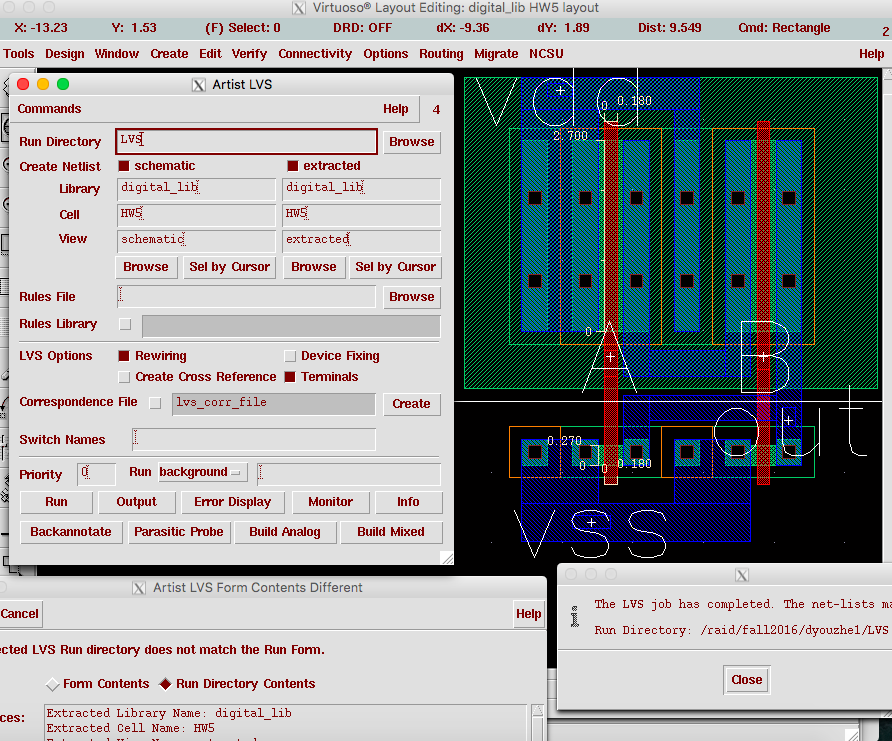 Virtuoso® Layout Editing: digital_lib HW5 layout
X: -13.23 Y: 1.53 (F) Select: 0 DRD: OFF dX: -9.36 dY: 1.89 Dist: 9.549 Cmd: Rectangle 2
Tools Design Window Create Edit Verify Connectivity Options Routing Migrate NCSU Help
Artist LVS
Commands Help 4
Run Directory LVS Browse
Create Netlist schematic extracted
Library digital_lib digital_lib
Cell HW5 HW5
View schematic extracted
Browse Sel by Cursor Browse Sel by Cursor
Rules File Browse
Rules Library
LVS Options Rewiring Device Fixing
Create Cross Reference Terminals
Correspondence File lvs_corr_file Create
Switch Names
Priority 0 Run background
Run Output Error Display Monitor Info
Backannotate Parasitic Probe Build Analog Build Mixed
Vdd
0 0.180
2.700
0
A B
Out
0.270
0 0 0.180
VSS
Artist LVS Form Contents Different
Cancel Help
ected LVS Run directory does not match the Run Form.
Form Contents Run Directory Contents
ces: Extracted Library Name: digital_lib
Extracted Cell Name: HW5
The LVS job has completed. The net-lists ma
Run Directory: /raid/fall2016/dyouzhe1/LVS
Close